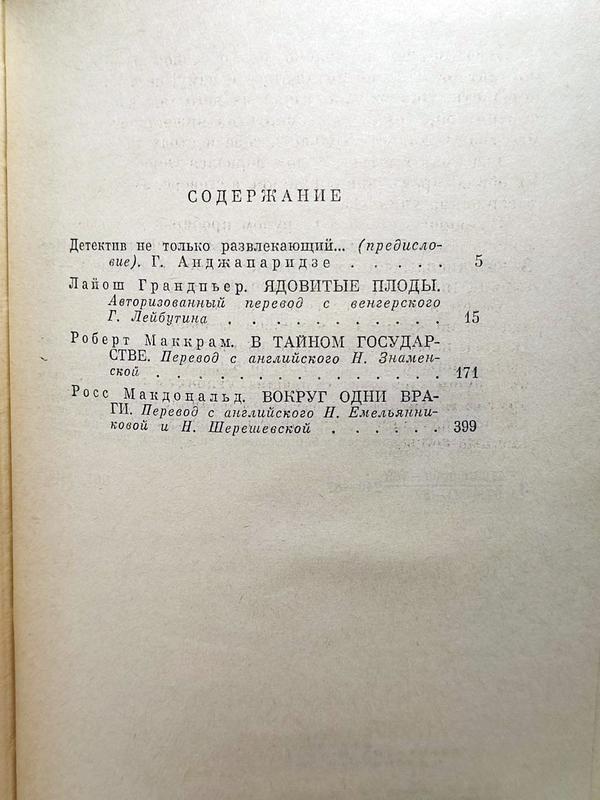 СОДЕРЖАНИЕ
Детектив не только развлекающий... (предисло-
вие). Г. Анджапаридзе . . . . . 5
Лайош Грандпьер. ЯДОВИТЫЕ ПЛОДЫ.
Авторизованный перевод с венгерского
Г. Лейбутина . . . . . . . . . . . 15
Роберт Маккрам. В ТАЙНОМ ГОСУДАР-
СТВЕ. Перевод с английского Н. Знамен-
ской . . . . . . . . . . . . . . . 171
Росс Макдональд. ВОКРУГ ОДНИ ВРА-
ГИ. Перевод с английского Н. Емельянни-
ковой и Н. Шерешевской . . . . . . 399